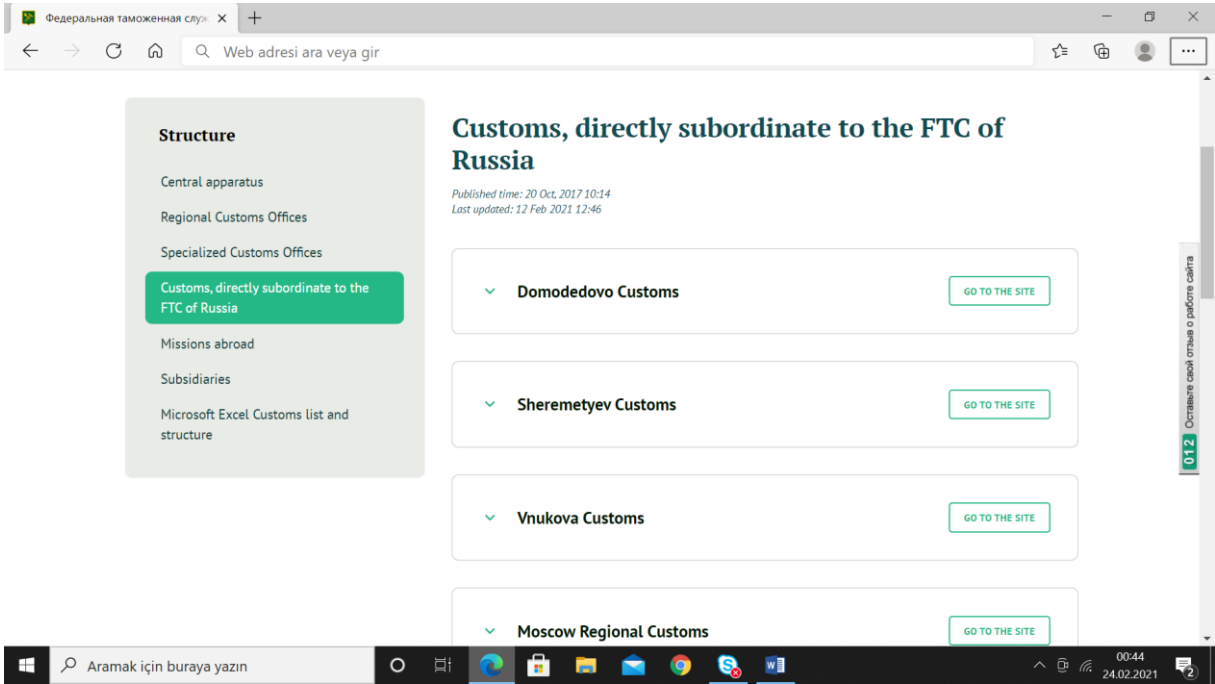 Федеральная таможенная служ
Web adresi ara veya gir
Structure
Central apparatus
Regional Customs Offices
Specialized Customs Offices
Customs, directly subordinate to the
FTC of Russia
Missions abroad
Subsidiaries
Microsoft Excel Customs list and
structure
Customs, directly subordinate to the FTC of
Russia
Published time: 20 Oct, 2017 10:14
Last updated: 12 Feb 2021 12:46
Domodedovo Customs
GO TO THE SITE
Sheremetyev Customs
GO TO THE SITE
Vnukova Customs
GO TO THE SITE
Moscow Regional Customs
GO TO THE SITE
012 Оставьте свой отзыв о работе сайта
Aramak için buraya yazın
00:44
24.02.2021
2